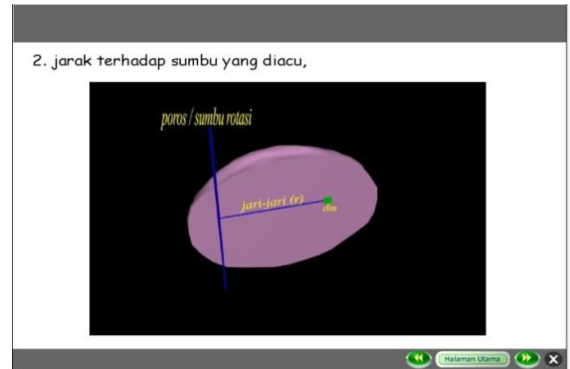 2. jarak terhadap sumbu yang diacu,
poros / sumbu rotasi
jari-jari (r)
dm
Halaman Utama